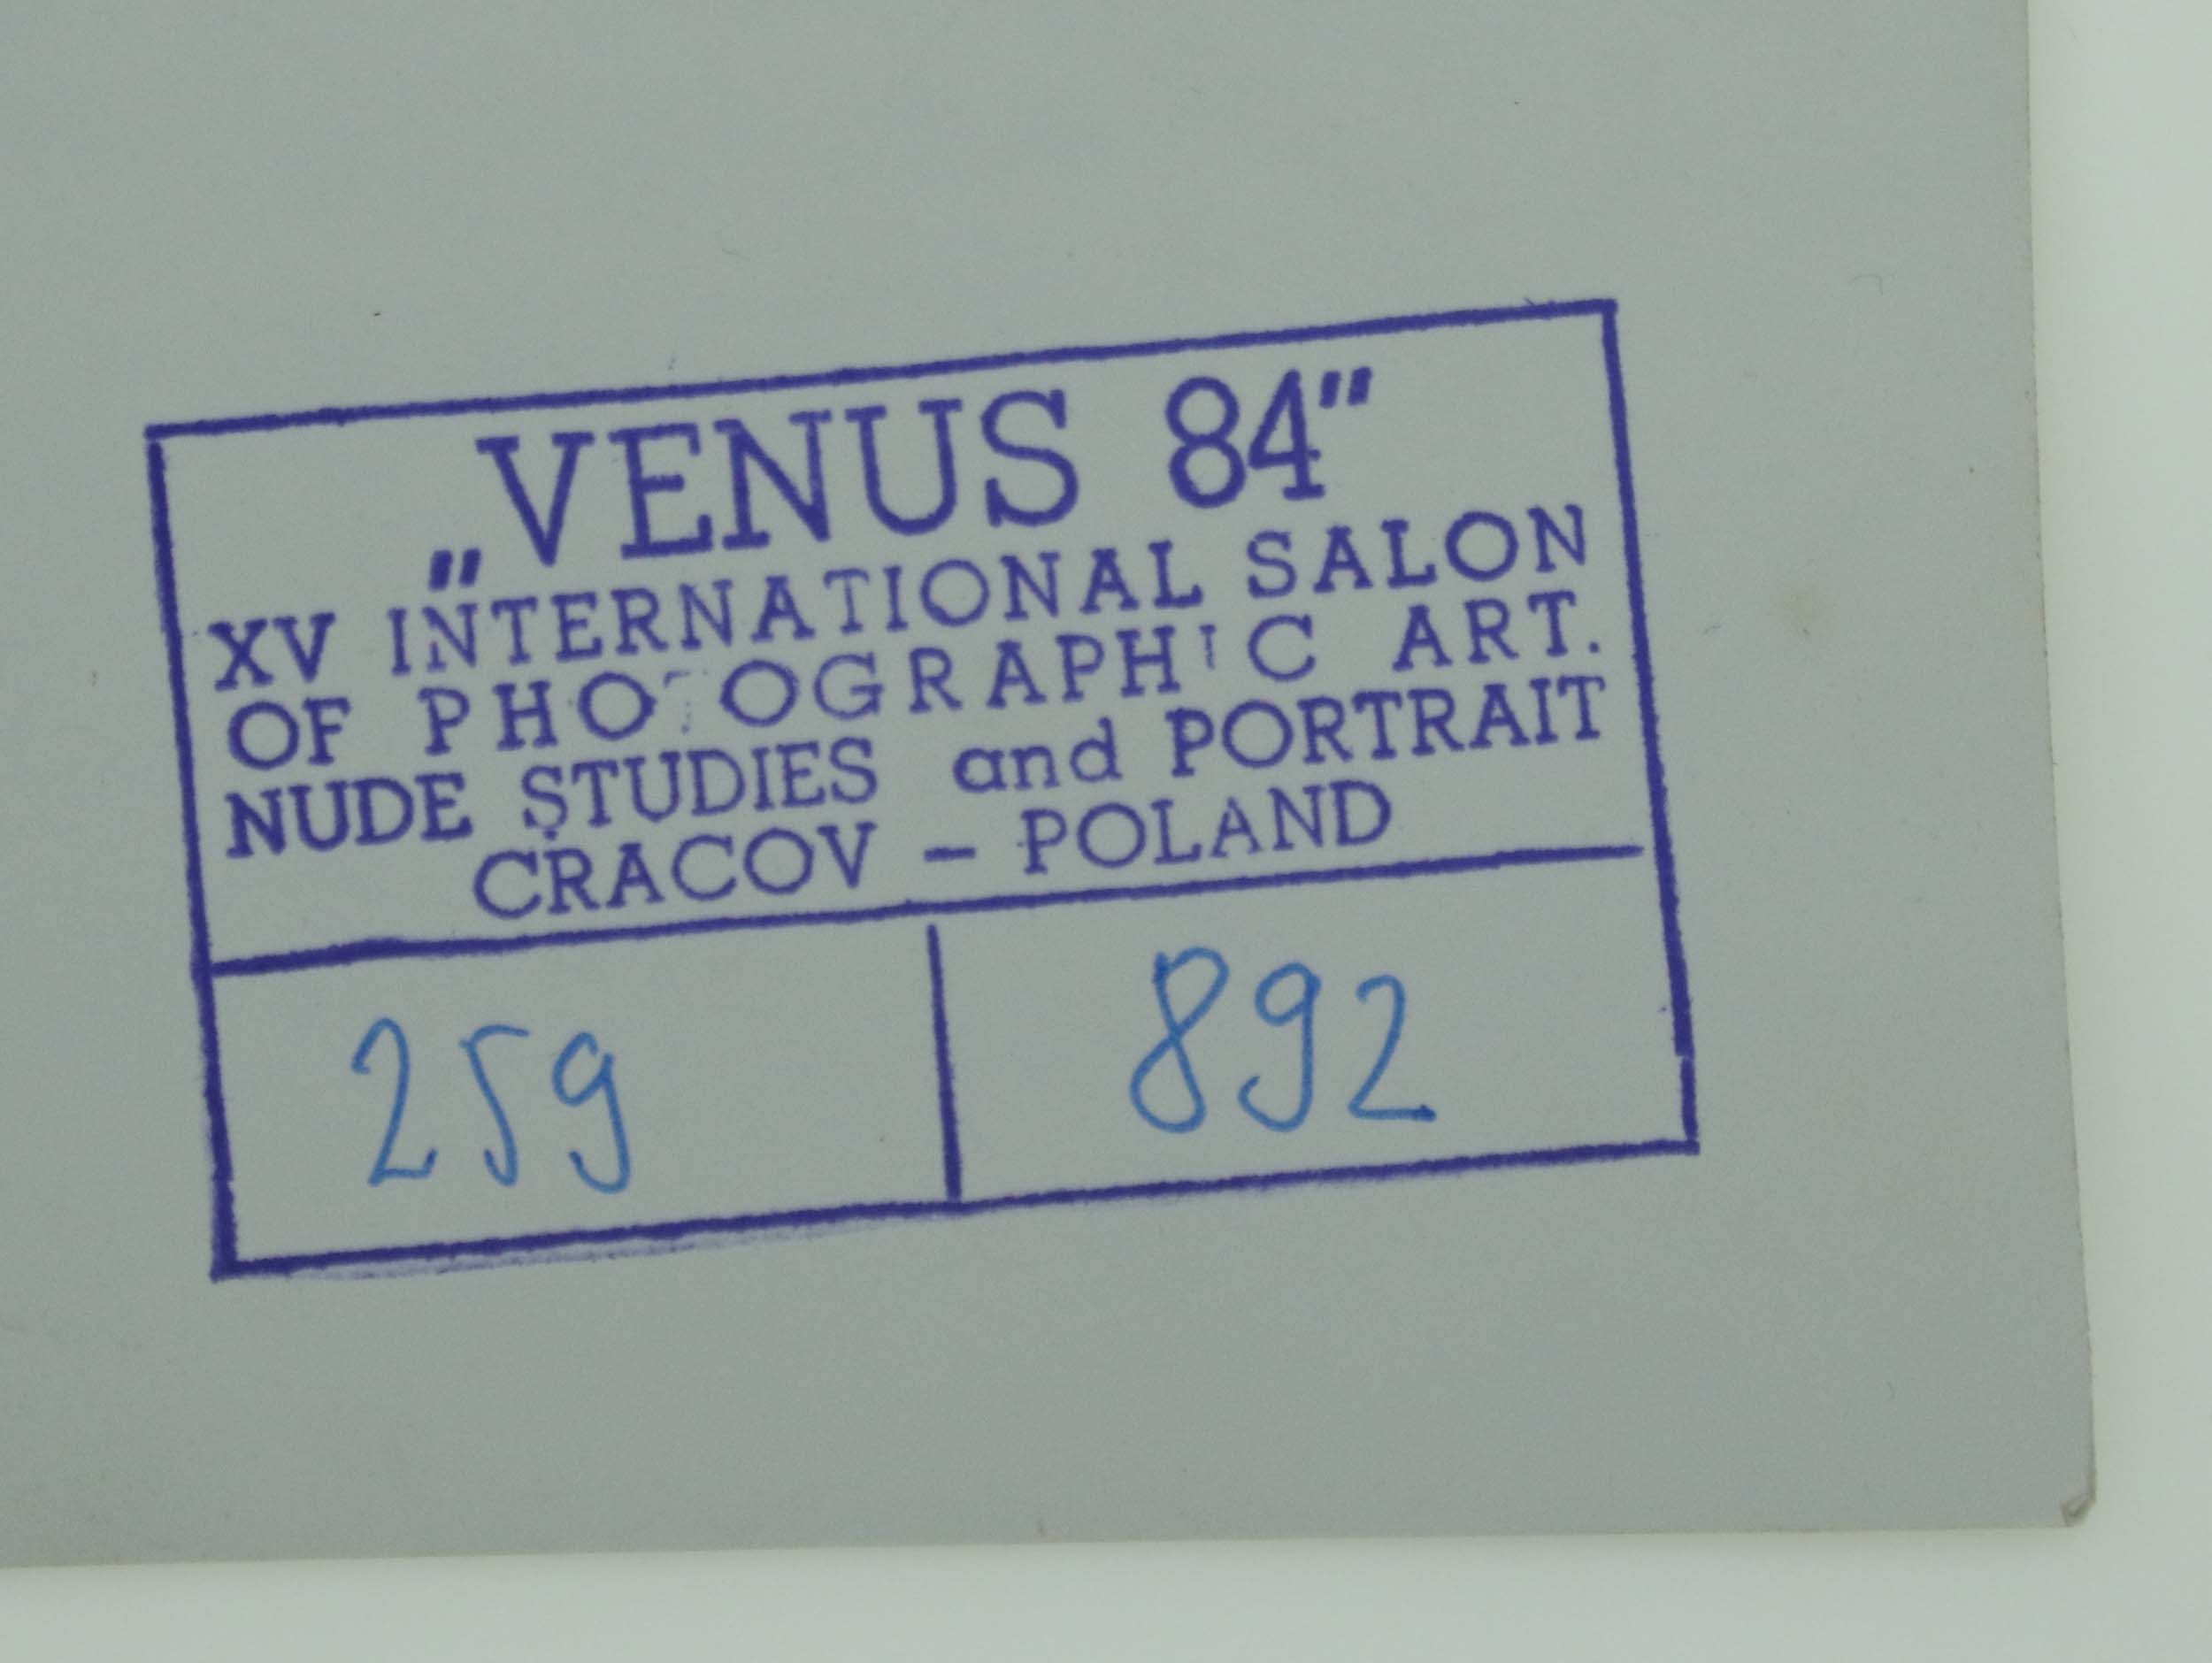 „VENUS 84”
XV INTERNATIONAL SALON
OF PHOTOGRAPHIC ART.
NUDE STUDIES and PORTRAIT
CRACOV – POLAND
259 892